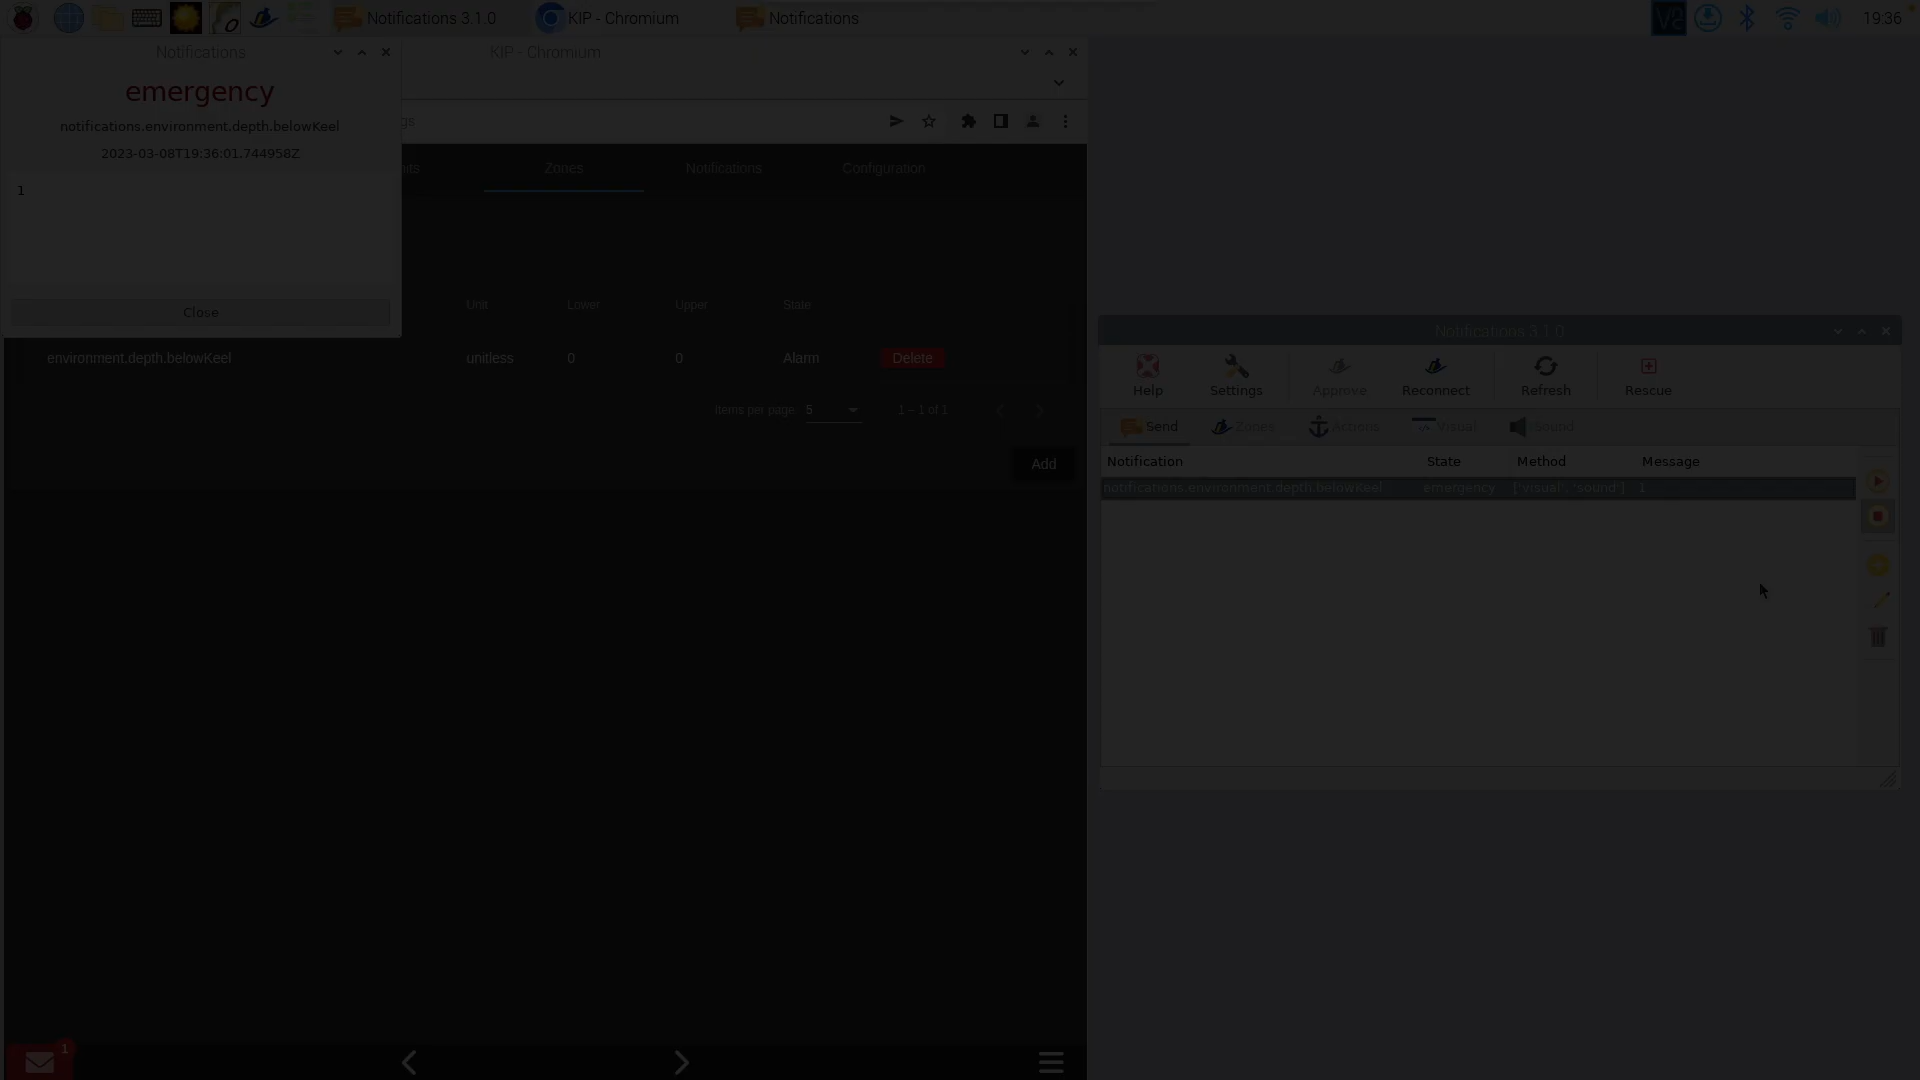 Notifications 3.1.0 KIP - Chromium Notifications 19:36
Notifications
KIP - Chromium
emergency
notifications.environment.depth.belowKeel
2023-03-08T19:36:01.744958Z
1
Close
gs
Zones Notifications Configuration
Unit Lower Upper State
environment.depth.belowKeel unitless 0 0 Alarm Delete
Items per page: 5 1 – 1 of 1
Add
Notifications 3.1.0
Help Settings Approve Reconnect Refresh Rescue
Send Zones Actions Visual Sound
Notification State Method Message
notifications.environment.depth.belowKeel emergency ['visual', 'sound'] 1
1